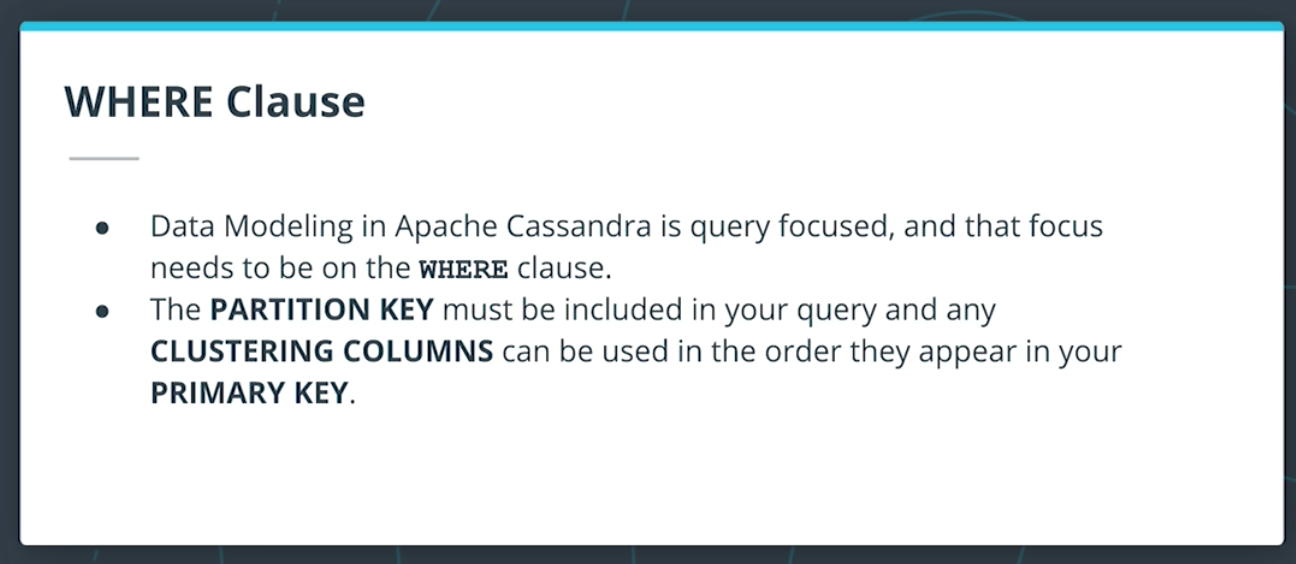 WHERE Clause
● Data Modeling in Apache Cassandra is query focused, and that focus
needs to be on the WHERE clause.
● The PARTITION KEY must be included in your query and any
CLUSTERING COLUMNS can be used in the order they appear in your
PRIMARY KEY.